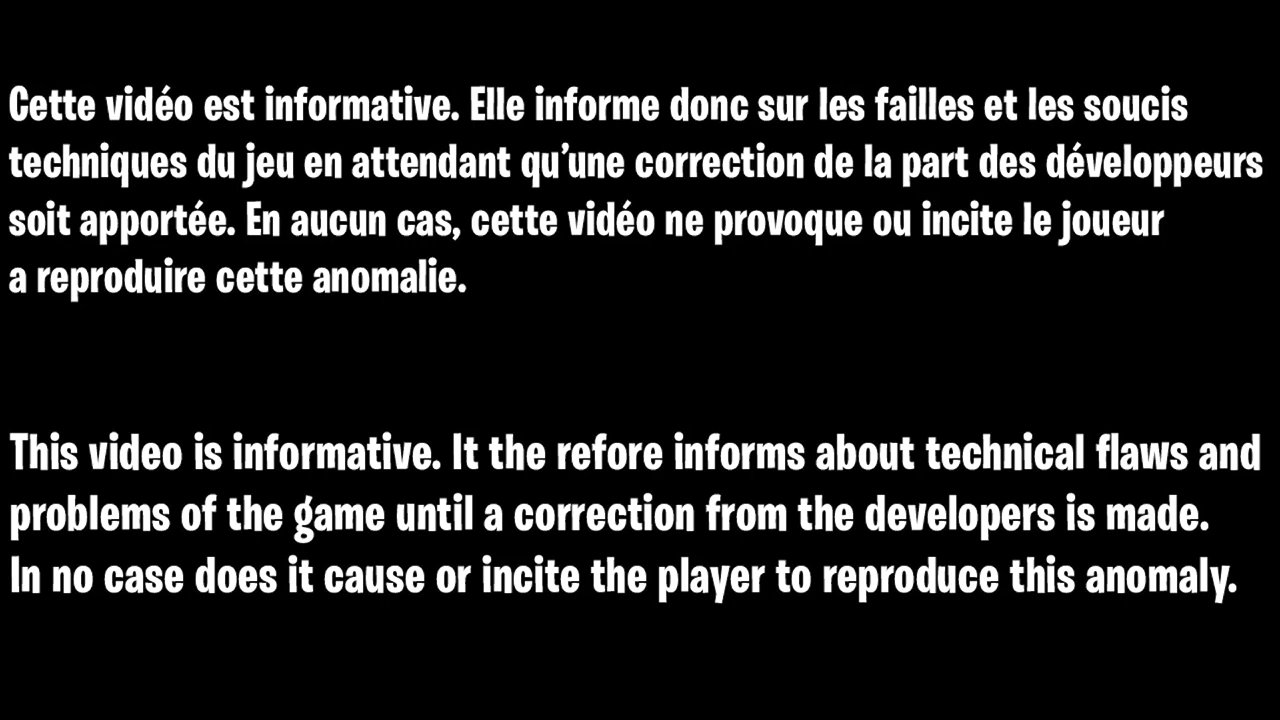 Cette vidéo est informative. Elle informe donc sur les failles et les soucis
techniques du jeu en attendant qu’une correction de la part des développeurs
soit apportée. En aucun cas, cette vidéo ne provoque ou incite le joueur
a reproduire cette anomalie.
This video is informative. It the refore informs about technical flaws and
problems of the game until a correction from the developers is made.
In no case does it cause or incite the player to reproduce this anomaly.